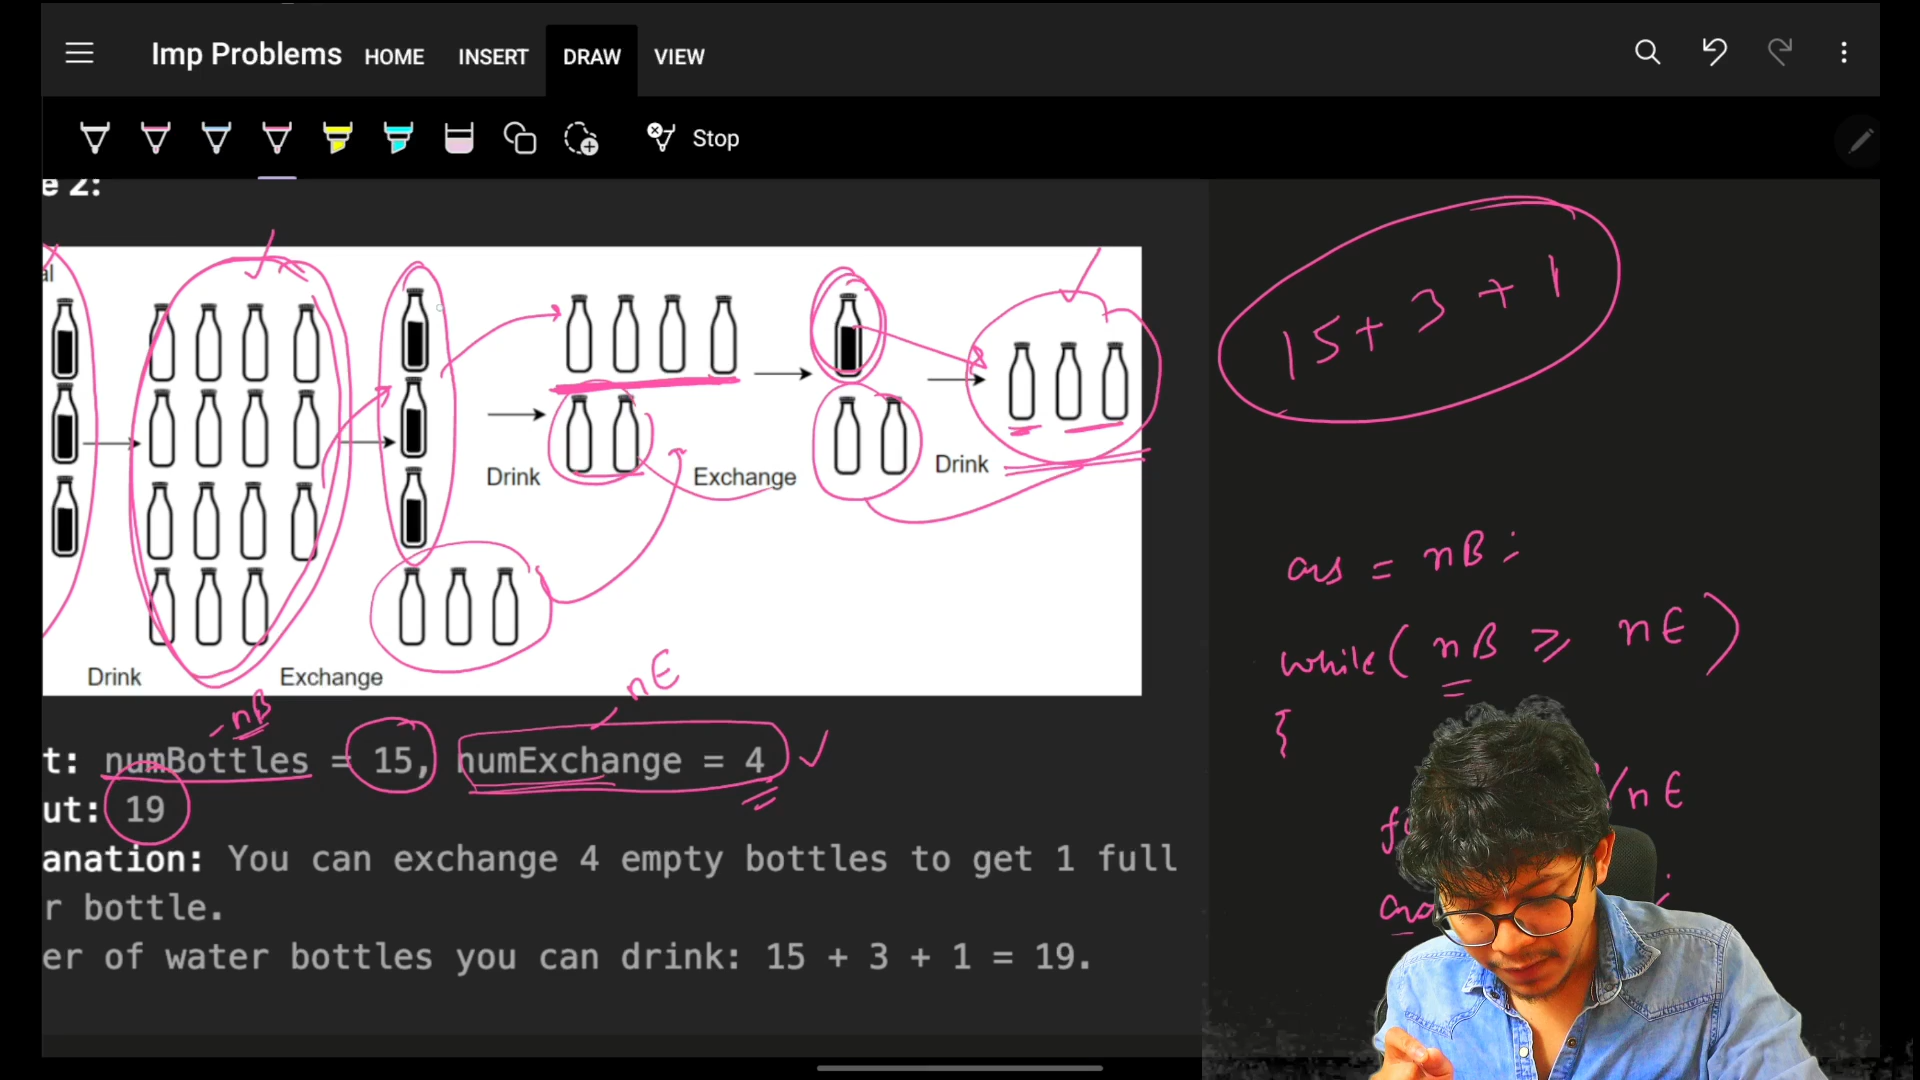 Imp Problems HOME INSERT DRAW VIEW
Stop
e 2:
al
Drink
Exchange
Drink
Drink
Exchange
15 + 3 + 1
nB
nE
t: numBottles = 15, numExchange = 4
ut: 19
anation: You can exchange 4 empty bottles to get 1 full
r bottle.
er of water bottles you can drink: 15 + 3 + 1 = 19.
ans = nB;
while( nB ≥ nE )
{
/nE
;